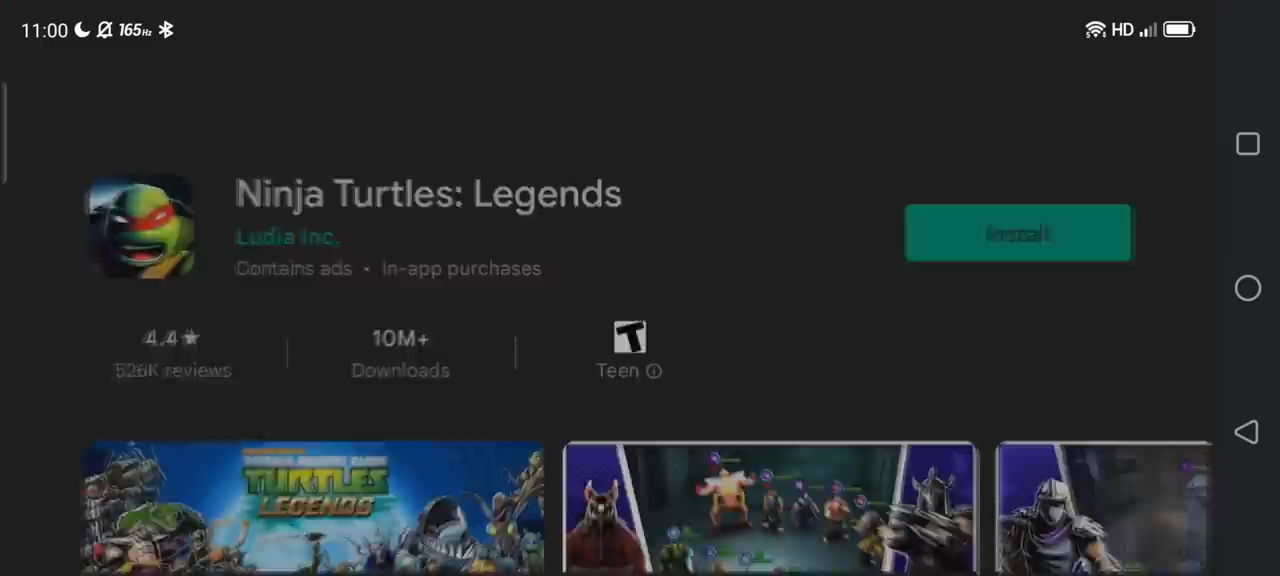 11:00 165Hz HD
Ninja Turtles: Legends
Ludia Inc.
Contains ads • In-app purchases
Install
4.4★
526K reviews
10M+
Downloads
T
Teen
TURTLES
LEGENDS